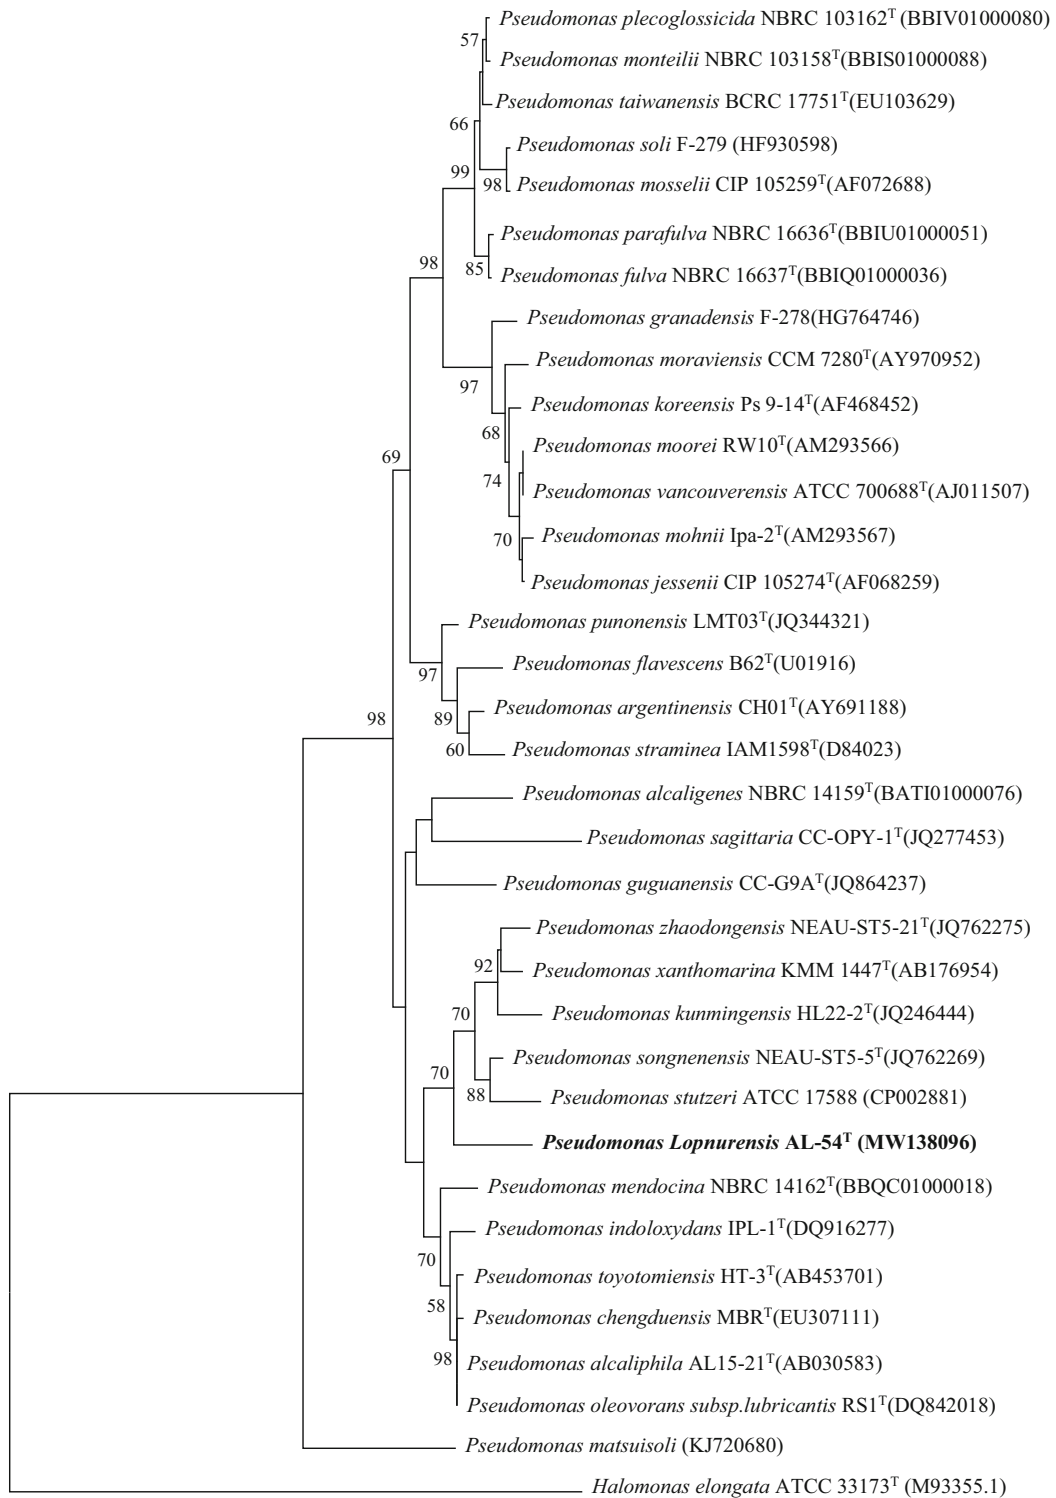 Pseudomonas plecoglossicida NBRC 103162T (BBIV01000080)
57
Pseudomonas monteilii NBRC 103158T(BBIS01000088)
Pseudomonas taiwanensis BCRC 17751T(EU103629)
66
Pseudomonas soli F-279 (HF930598)
99
98
Pseudomonas mosselii CIP 105259T(AF072688)
Pseudomonas parafulva NBRC 16636T(BBIU01000051)
98
85
Pseudomonas fulva NBRC 16637T(BBIQ01000036)
Pseudomonas granadensis F-278(HG764746)
Pseudomonas moraviensis CCM 7280T(AY970952)
97
Pseudomonas koreensis Ps 9-14T(AF468452)
68
Pseudomonas moorei RW10T(AM293566)
69
74
Pseudomonas vancouverensis ATCC 700688T(AJ011507)
Pseudomonas mohnii Ipa-2T(AM293567)
70
Pseudomonas jessenii CIP 105274T(AF068259)
Pseudomonas punonensis LMT03T(JQ344321)
Pseudomonas flavescens B62T(U01916)
97
Pseudomonas argentinensis CH01T(AY691188)
98
89
Pseudomonas straminea IAM1598T(D84023)
60
Pseudomonas alcaligenes NBRC 14159T(BATI01000076)
Pseudomonas sagittaria CC-OPY-1T(JQ277453)
Pseudomonas guguanensis CC-G9AT(JQ864237)
Pseudomonas zhaodongensis NEAU-ST5-21T(JQ762275)
92
Pseudomonas xanthomarina KMM 1447T(AB176954)
70
Pseudomonas kunmingensis HL22-2T(JQ246444)
Pseudomonas songnenensis NEAU-ST5-5T(JQ762269)
70
88
Pseudomonas stutzeri ATCC 17588 (CP002881)
Pseudomonas Lopnurensis AL-54T (MW138096)
Pseudomonas mendocina NBRC 14162T(BBQC01000018)
Pseudomonas indoloxydans IPL-1T(DQ916277)
70
Pseudomonas toyotomiensis HT-3T(AB453701)
58
Pseudomonas chengduensis MBRT(EU307111)
98
Pseudomonas alcaliphila AL15-21T(AB030583)
Pseudomonas oleovorans subsp.lubricantis RS1T(DQ842018)
Pseudomonas matsuisoli (KJ720680)
Halomonas elongata ATCC 33173T (M93355.1)